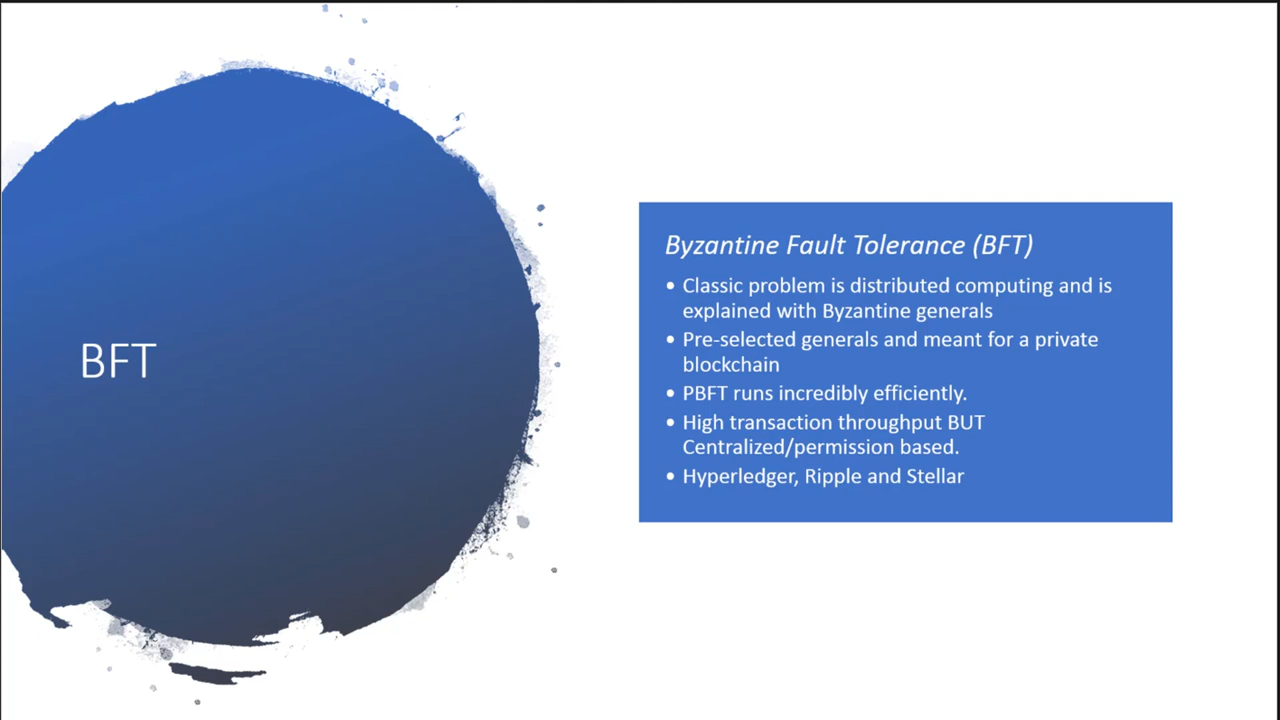 BFT
Byzantine Fault Tolerance (BFT)
• Classic problem is distributed computing and is
explained with Byzantine generals
• Pre-selected generals and meant for a private
blockchain
• PBFT runs incredibly efficiently.
• High transaction throughput BUT
Centralized/permission based.
• Hyperledger, Ripple and Stellar